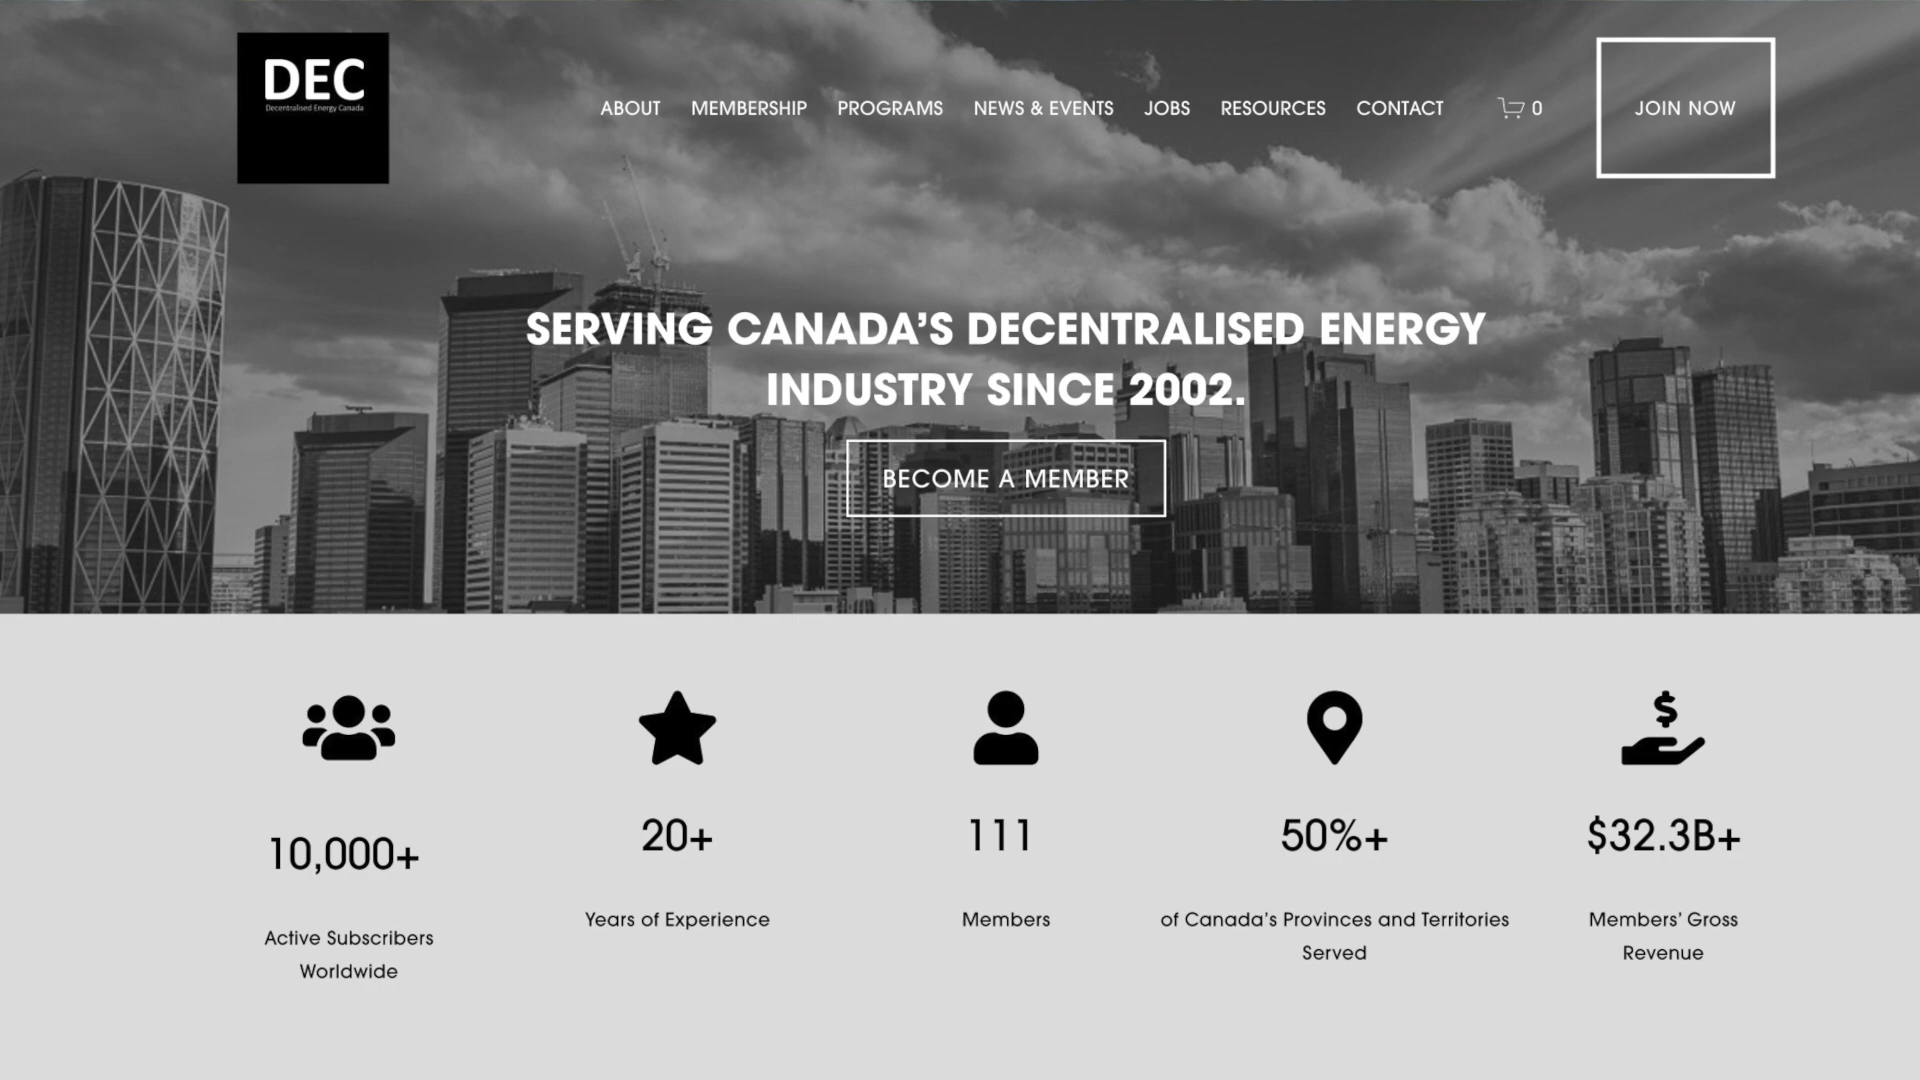 DEC
Decentralised Energy Canada
ABOUT MEMBERSHIP PROGRAMS NEWS & EVENTS JOBS RESOURCES CONTACT 0 JOIN NOW
SERVING CANADA’S DECENTRALISED ENERGY
INDUSTRY SINCE 2002.
BECOME A MEMBER
10,000+
Active Subscribers
Worldwide
20+
Years of Experience
111
Members
50%+
of Canada’s Provinces and Territories
Served
$32.3B+
Members’ Gross
Revenue